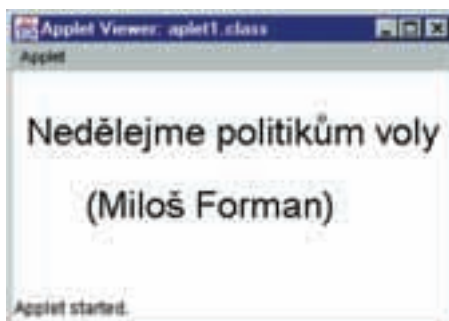 Applet Viewer: aplet1.class
Applet
Nedělejme politikům voly
(Miloš Forman)
Applet started.